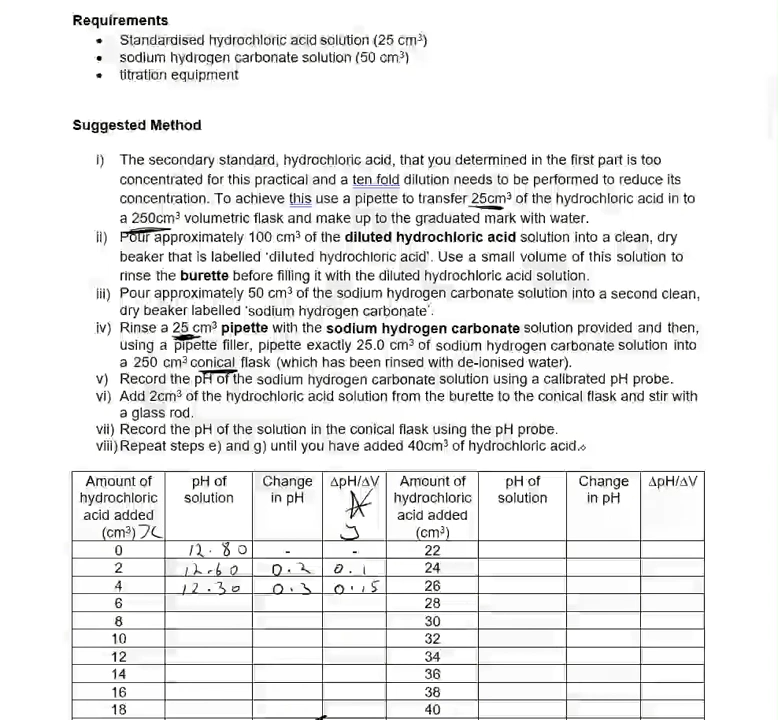 Requirements
• Standardised hydrochloric acid solution (25 cm³)
• sodium hydrogen carbonate solution (50 cm³)
• titration equipment
Suggested Method
i) The secondary standard, hydrochloric acid, that you determined in the first part is too
concentrated for this practical and a ten fold dilution needs to be performed to reduce its
concentration. To achieve this use a pipette to transfer 25cm³ of the hydrochloric acid in to
a 250cm³ volumetric flask and make up to the graduated mark with water.
ii) Pour approximately 100 cm³ of the diluted hydrochloric acid solution into a clean, dry
beaker that is labelled 'diluted hydrochloric acid'. Use a small volume of this solution to
rinse the burette before filling it with the diluted hydrochloric acid solution.
iii) Pour approximately 50 cm³ of the sodium hydrogen carbonate solution into a second clean,
dry beaker labelled 'sodium hydrogen carbonate'.
iv) Rinse a 25 cm³ pipette with the sodium hydrogen carbonate solution provided and then,
using a pipette filler, pipette exactly 25.0 cm³ of sodium hydrogen carbonate solution into
a 250 cm³ conical flask (which has been rinsed with de-ionised water).
v) Record the pH of the sodium hydrogen carbonate solution using a calibrated pH probe.
vi) Add 2cm³ of the hydrochloric acid solution from the burette to the conical flask and stir with
a glass rod.
vii) Record the pH of the solution in the conical flask using the pH probe.
viii) Repeat steps e) and g) until you have added 40cm³ of hydrochloric acid.
Amount of pH of Change ΔpH/ΔV Amount of pH of Change ΔpH/ΔV
hydrochloric solution in pH hydrochloric solution in pH
acid added acid added
(cm³) x y (cm³)
0 12.80 - - 22
2 12.60 0.2 0.1 24
4 12.30 0.3 0.15 26
6 28
8 30
10 32
12 34
14 36
16 38
18 40